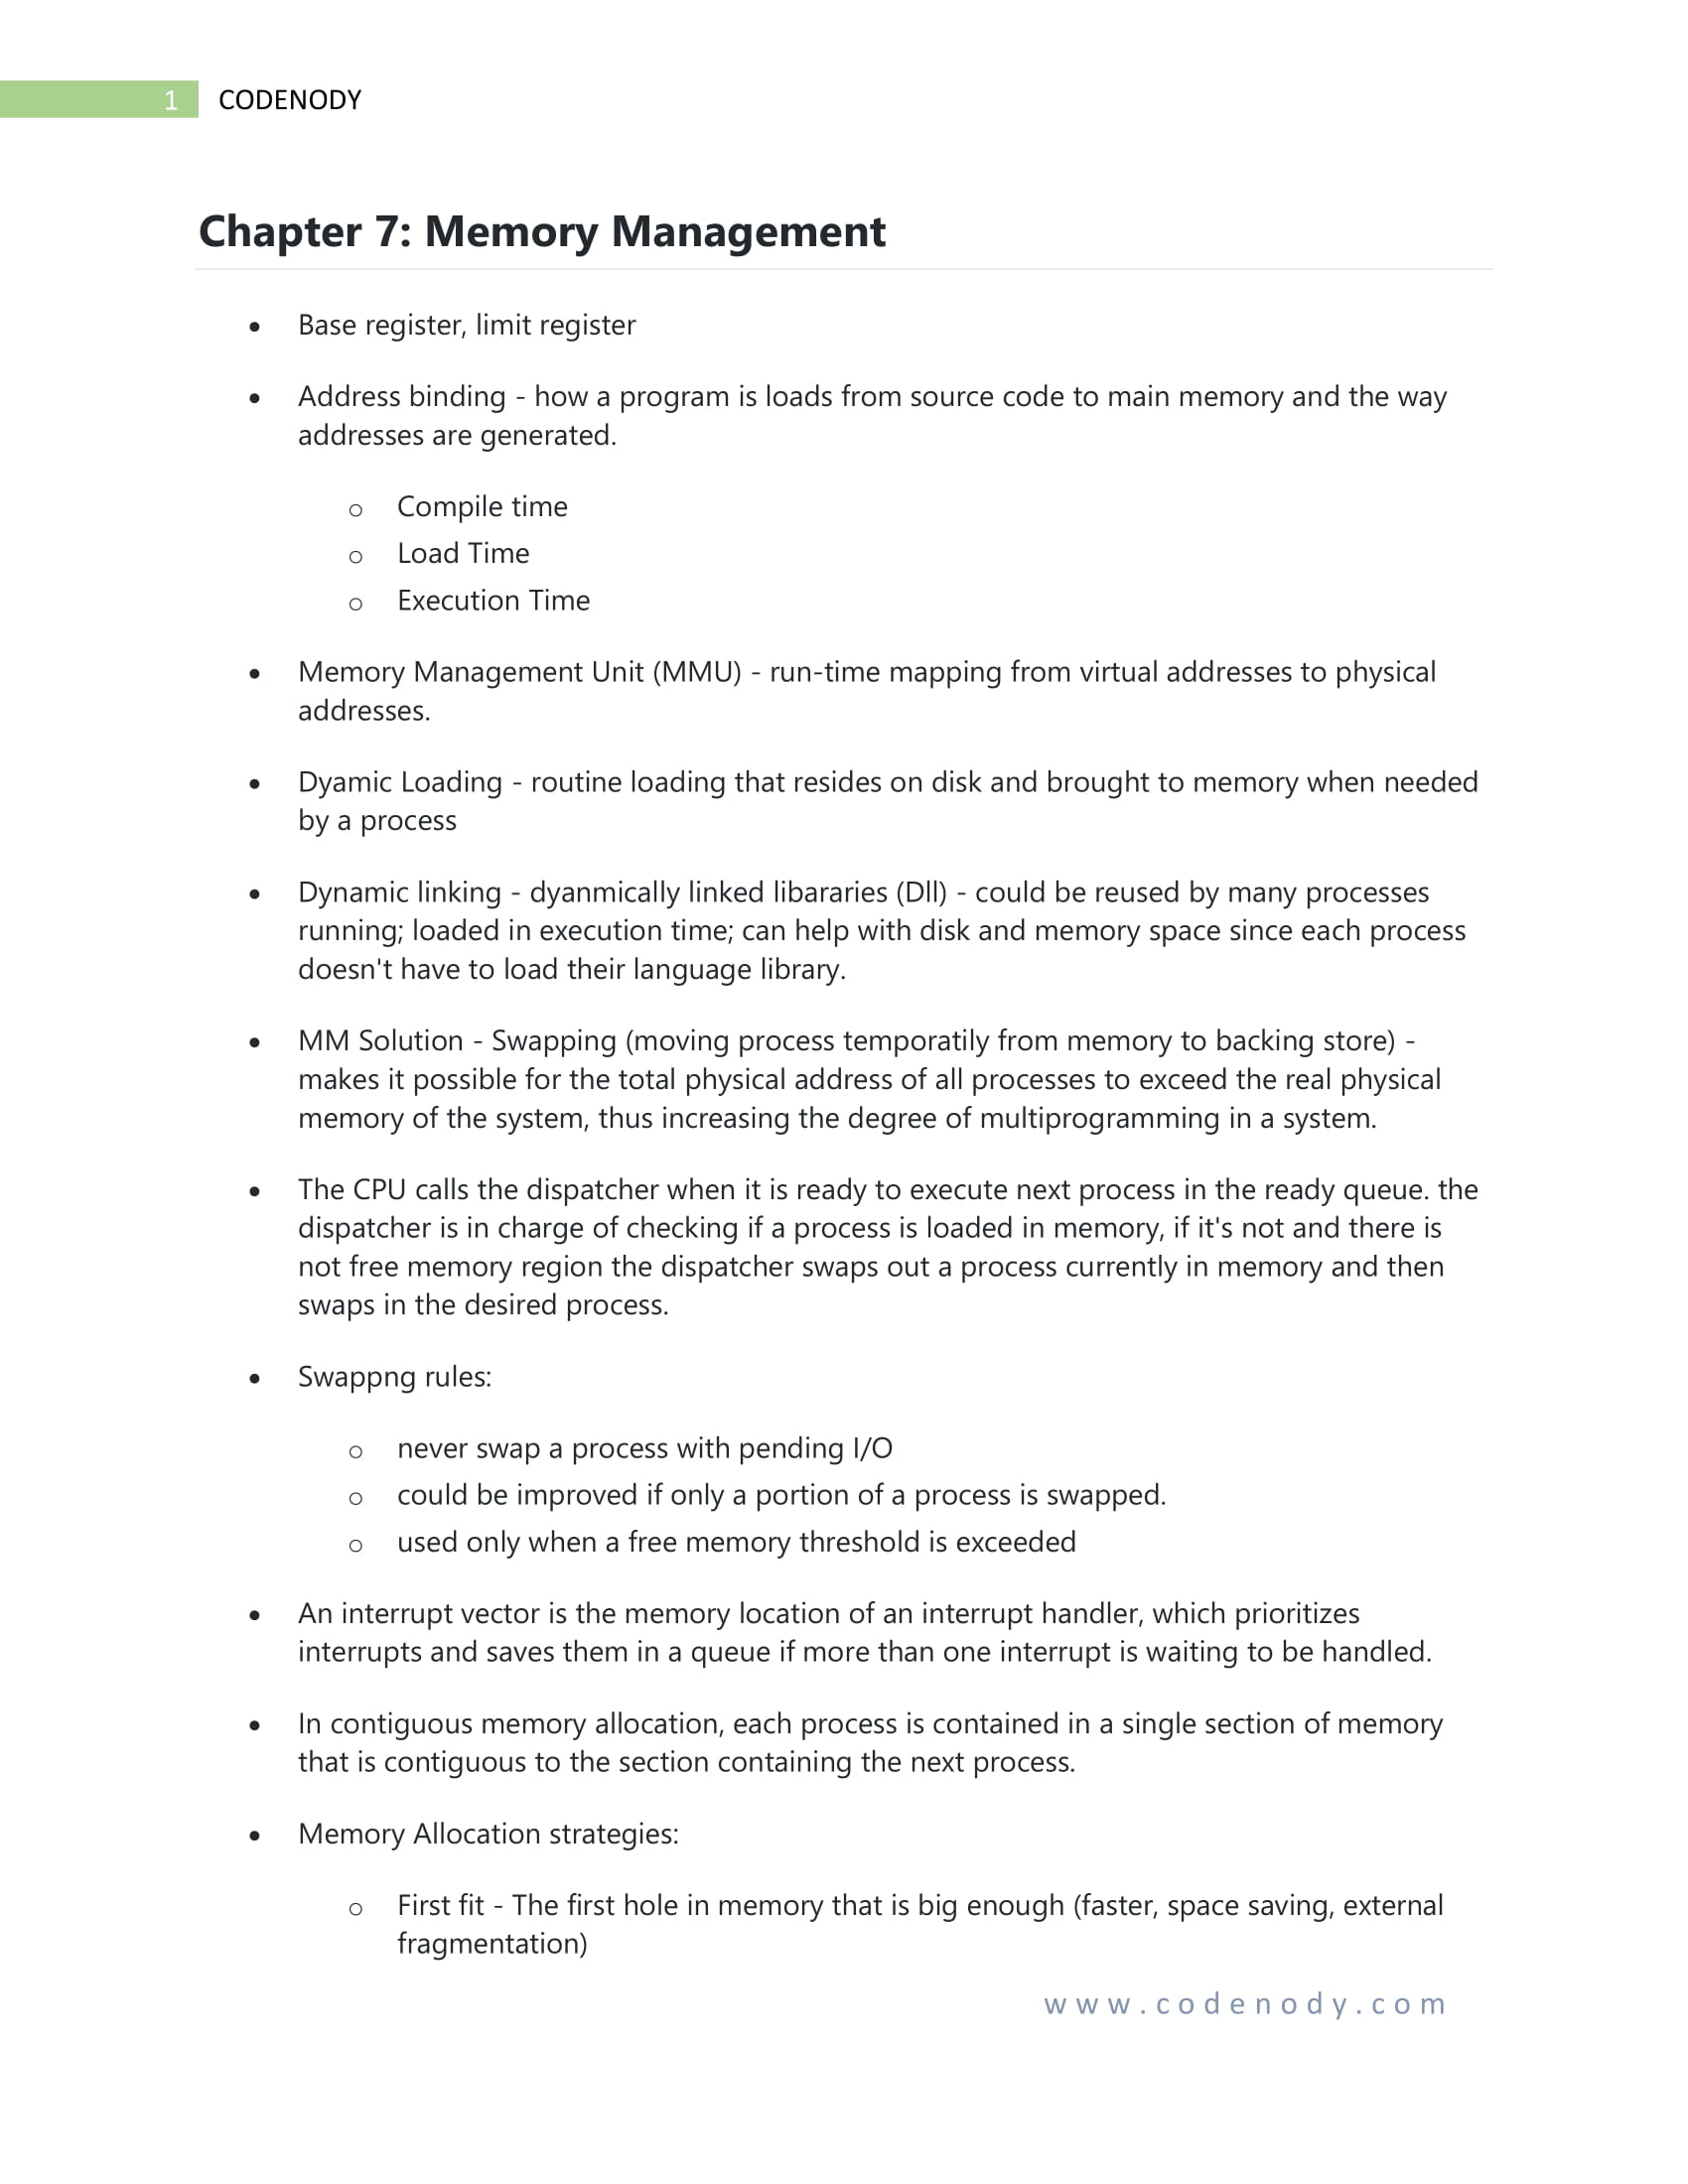 1 CODENODY
Chapter 7: Memory Management
• Base register, limit register
• Address binding - how a program is loads from source code to main memory and the way
addresses are generated.
o Compile time
o Load Time
o Execution Time
• Memory Management Unit (MMU) - run-time mapping from virtual addresses to physical
addresses.
• Dyamic Loading - routine loading that resides on disk and brought to memory when needed
by a process
• Dynamic linking - dyanmically linked libararies (Dll) - could be reused by many processes
running; loaded in execution time; can help with disk and memory space since each process
doesn't have to load their language library.
• MM Solution - Swapping (moving process temporatily from memory to backing store) -
makes it possible for the total physical address of all processes to exceed the real physical
memory of the system, thus increasing the degree of multiprogramming in a system.
• The CPU calls the dispatcher when it is ready to execute next process in the ready queue. the
dispatcher is in charge of checking if a process is loaded in memory, if it's not and there is
not free memory region the dispatcher swaps out a process currently in memory and then
swaps in the desired process.
• Swappng rules:
o never swap a process with pending I/O
o could be improved if only a portion of a process is swapped.
o used only when a free memory threshold is exceeded
• An interrupt vector is the memory location of an interrupt handler, which prioritizes
interrupts and saves them in a queue if more than one interrupt is waiting to be handled.
• In contiguous memory allocation, each process is contained in a single section of memory
that is contiguous to the section containing the next process.
• Memory Allocation strategies:
o First fit - The first hole in memory that is big enough (faster, space saving, external
fragmentation)
www.codenody.com